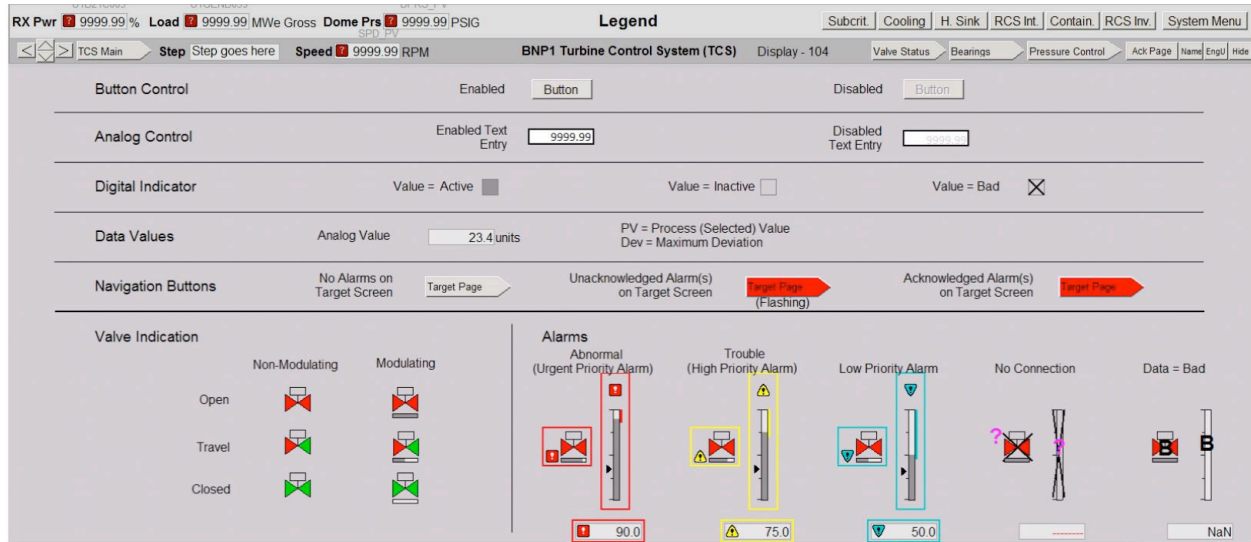 RX Pwr ? 9999.99 % Load ? 9999.99 MWe Gross Dome Prs ? 9999.99 PSIG Legend Subcrit. Cooling H. Sink RCS Int. Contain. RCS Inv. System Menu
SPD_PV
< > TCS Main Step Step goes here Speed ? 9999.99 RPM BNP1 Turbine Control System (TCS) Display - 104 Valve Status Bearings Pressure Control Ack Page Name EngU Hide
Button Control Enabled Button Disabled Button
Analog Control Enabled Text Entry 9999.99 Disabled Text Entry 9999.99
Digital Indicator Value = Active Value = Inactive Value = Bad
Data Values Analog Value 23.4 units PV = Process (Selected) Value
Dev = Maximum Deviation
Navigation Buttons No Alarms on Target Screen Target Page Unacknowledged Alarm(s) on Target Screen Target Page (Flashing) Acknowledged Alarm(s) on Target Screen Target Page
Valve Indication
Non-Modulating Modulating
Open
Travel
Closed
Alarms
Abnormal (Urgent Priority Alarm) Trouble (High Priority Alarm) Low Priority Alarm No Connection Data = Bad
? ? B B
90.0 75.0 50.0 -------- NaN